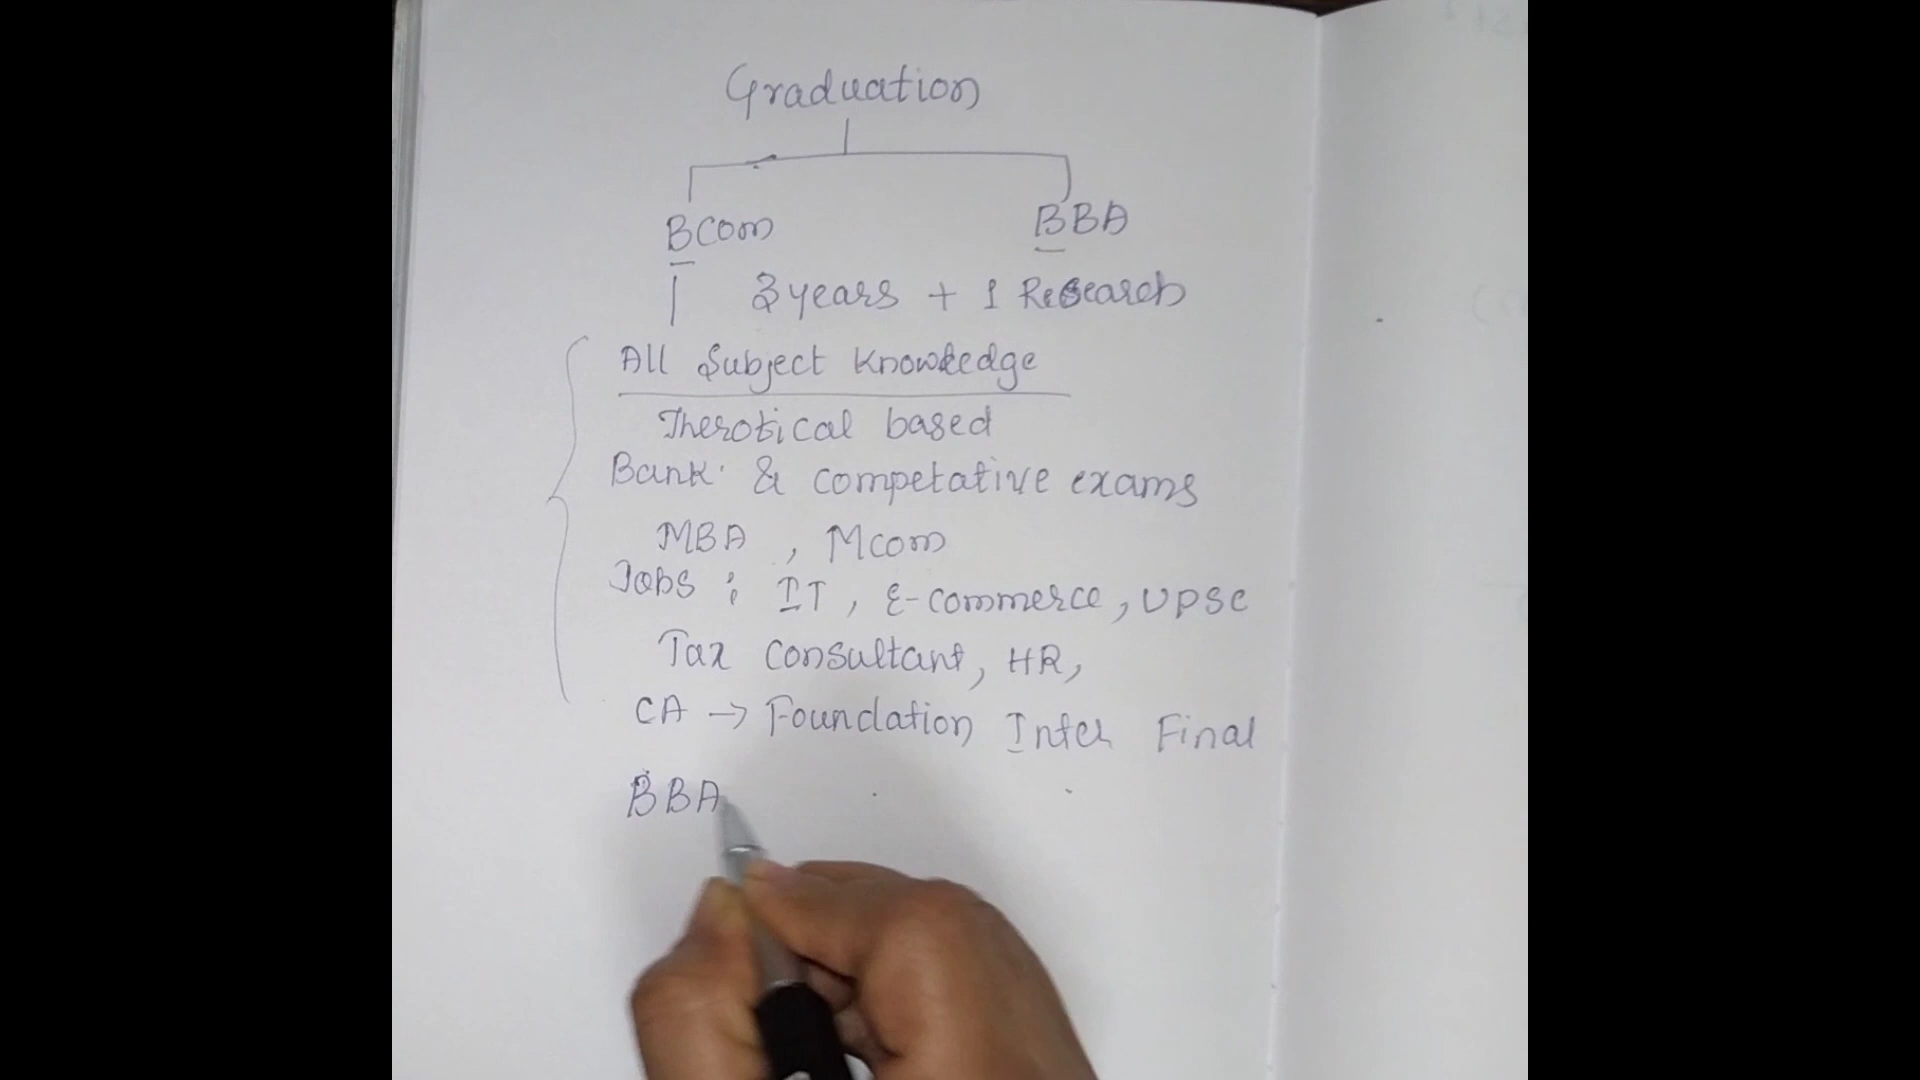 Graduation
Bcom BBA
3 years + 1 Research
All Subject Knowledge
Therotical based
Bank & competative exams
MBA , Mcom
Jobs : IT, E-commerce, UPSC
Tax Consultant, HR,
CA → Foundation Inter Final
BBA